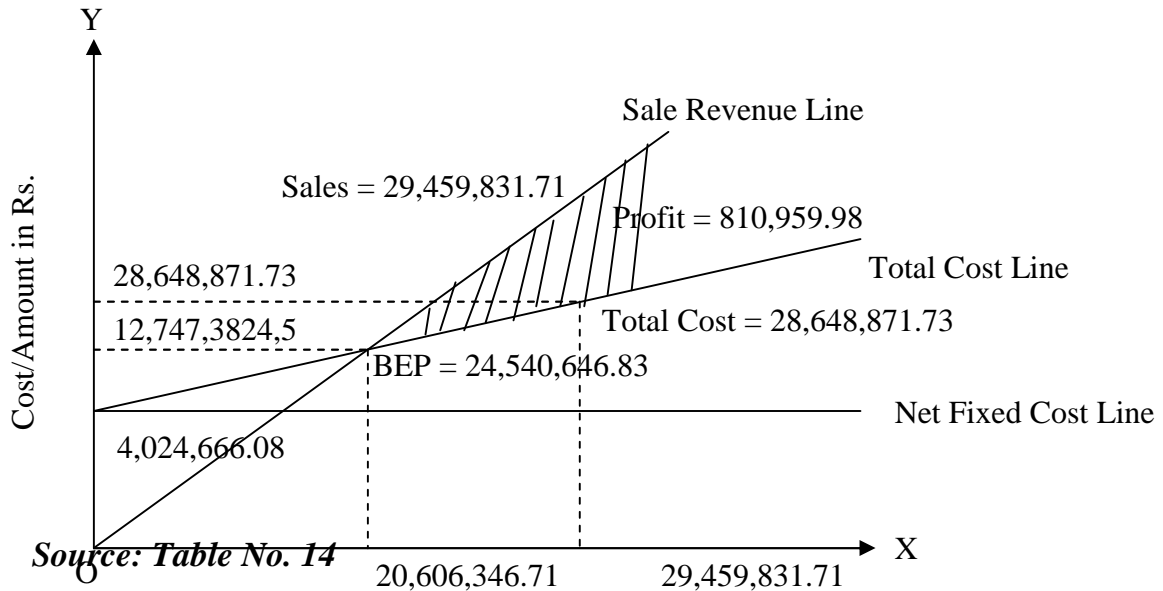 Y
Sale Revenue Line
Sales = 29,459,831.71
Profit = 810,959.98
Total Cost Line
28,648,871.73
Total Cost = 28,648,871.73
12,747,3824,5
BEP = 24,540,646.83
Cost/Amount in Rs.
Net Fixed Cost Line
4,024,666.08
X
Source: Table No. 14
O
20,606,346.71
29,459,831.71